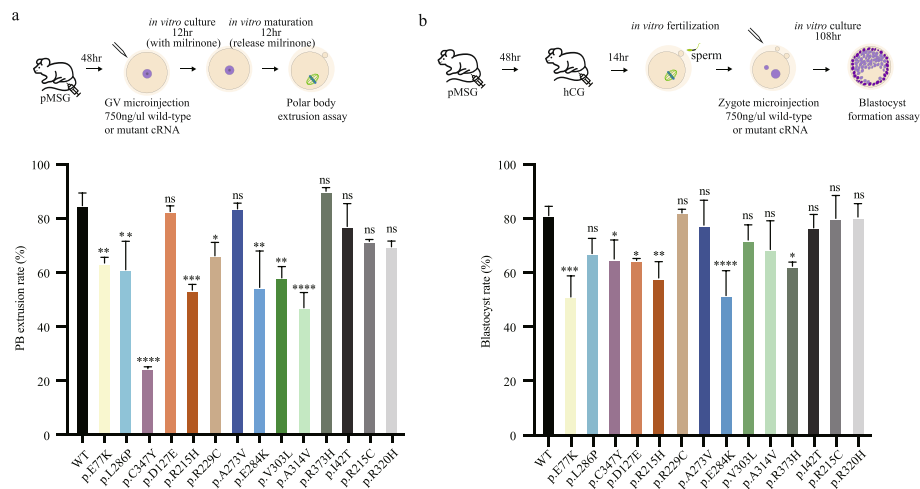 a
in vitro culture
12hr
(with milrinone)
in vitro maturation
12hr
(release milrinone)
48hr
pMSG
GV microinjection
750ng/ul wild-type
or mutant cRNA
Polar body
extrusion assay
PB extrusion rate (%)
100
80
60
40
20
0
** ** **** ns *** * ns ** ** **** ns ns ns ns
WT
p.E77K
p.L286P
p.C347Y
p.D127E
p.R215H
p.R229C
p.A273V
p.E284K
p.V303L
p.A314V
p.R373H
p.I42T
p.R215C
p.R320H
b
in vitro fertilization
in vitro culture
108hr
48hr
14hr
sperm
pMSG
hCG
Zygote microinjection
750ng/ul wild-type
or mutant cRNA
Blastocyst
formation assay
Blastocyst rate (%)
100
80
60
40
20
0
*** ns * * ** ns ns **** ns ns * ns ns ns
WT
p.E77K
p.L286P
p.C347Y
p.D127E
p.R215H
p.R229C
p.A273V
p.E284K
p.V303L
p.A314V
p.R373H
p.I42T
p.R215C
p.R320H